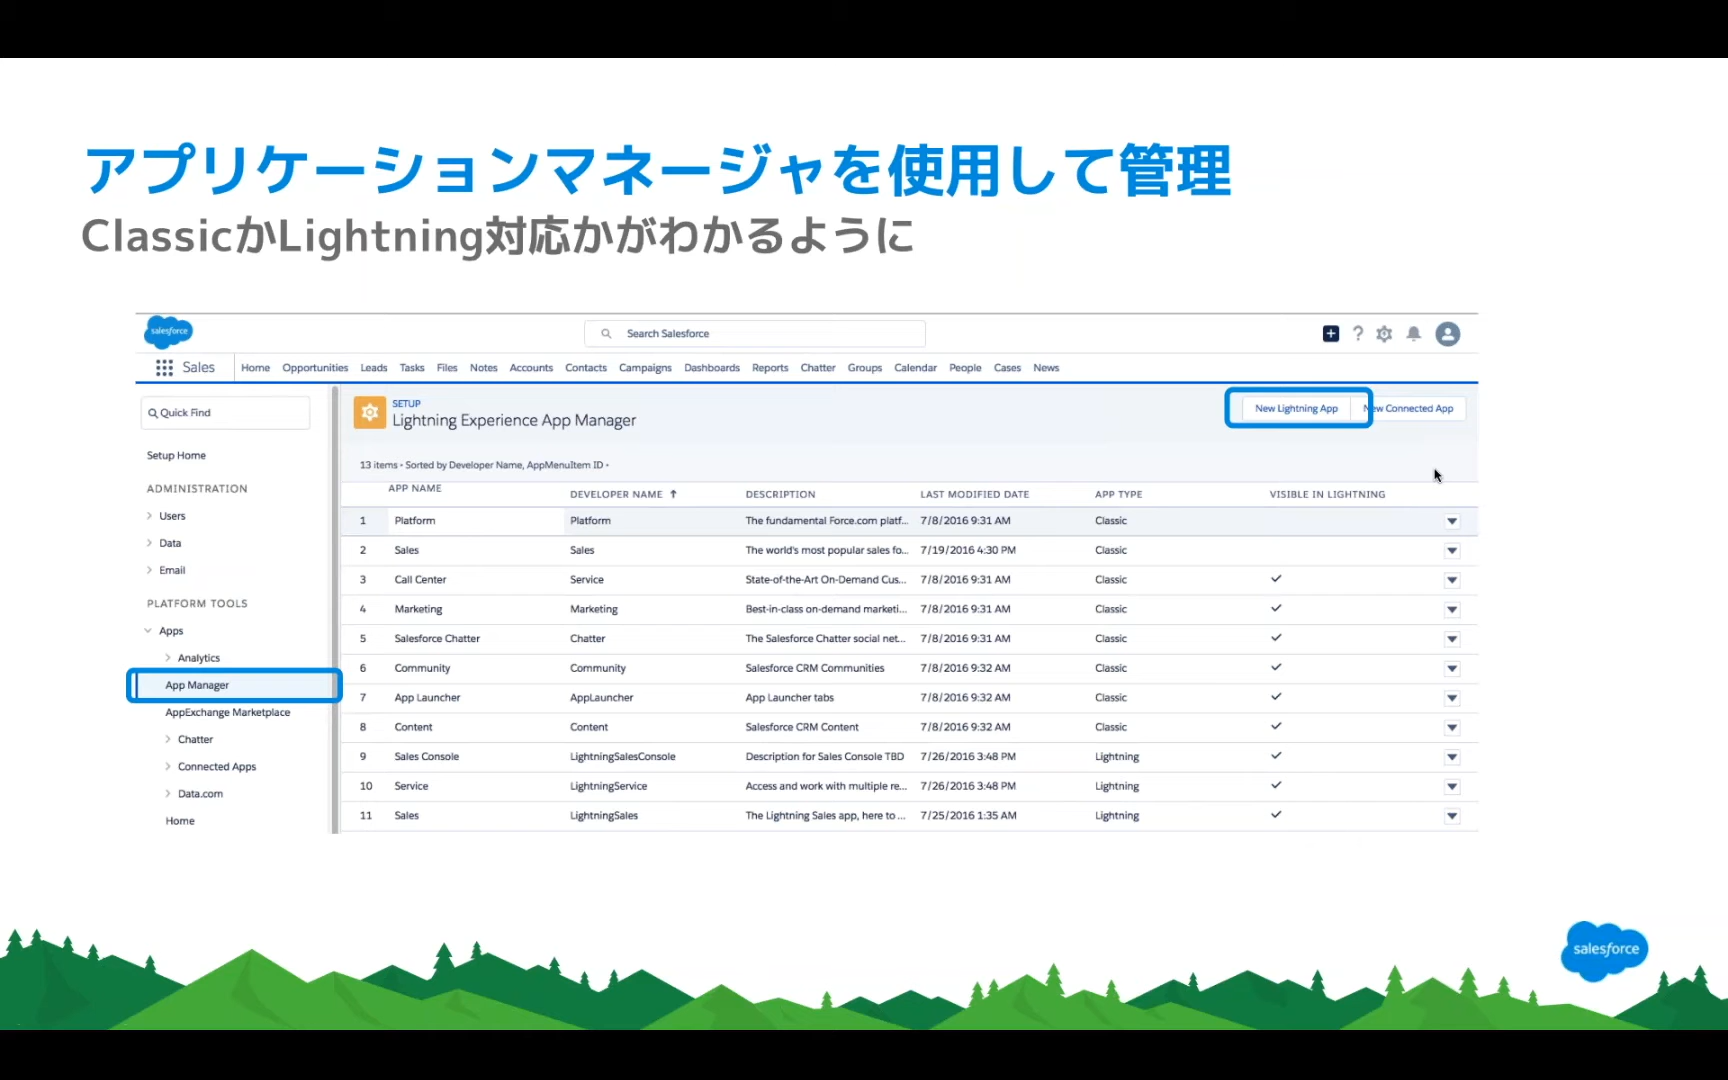 アプリケーションマネージャを使用して管理
ClassicかLightning対応かがわかるように
salesforce
Search Salesforce
Sales Home Opportunities Leads Tasks Files Notes Accounts Contacts Campaigns Dashboards Reports Chatter Groups Calendar People Cases News
Quick Find
Setup Home
ADMINISTRATION
Users
Data
Email
PLATFORM TOOLS
Apps
Analytics
App Manager
AppExchange Marketplace
Chatter
Connected Apps
Data.com
Home
SETUP
Lightning Experience App Manager
New Lightning App
New Connected App
13 items • Sorted by Developer Name, AppMenuItem ID •
APP NAME DEVELOPER NAME DESCRIPTION LAST MODIFIED DATE APP TYPE VISIBLE IN LIGHTNING
1 Platform Platform The fundamental Force.com platf... 7/8/2016 9:31 AM Classic
2 Sales Sales The world's most popular sales fo... 7/19/2016 4:30 PM Classic
3 Call Center Service State-of-the-Art On-Demand Cus... 7/8/2016 9:31 AM Classic
4 Marketing Marketing Best-in-class on-demand marketi... 7/8/2016 9:31 AM Classic
5 Salesforce Chatter Chatter The Salesforce Chatter social net... 7/8/2016 9:31 AM Classic
6 Community Community Salesforce CRM Communities 7/8/2016 9:32 AM Classic
7 App Launcher AppLauncher App Launcher tabs 7/8/2016 9:32 AM Classic
8 Content Content Salesforce CRM Content 7/8/2016 9:32 AM Classic
9 Sales Console LightningSalesConsole Description for Sales Console TBD 7/26/2016 3:48 PM Lightning
10 Service LightningService Access and work with multiple re... 7/26/2016 3:48 PM Lightning
11 Sales LightningSales The Lightning Sales app, here to ... 7/25/2016 1:35 AM Lightning
salesforce